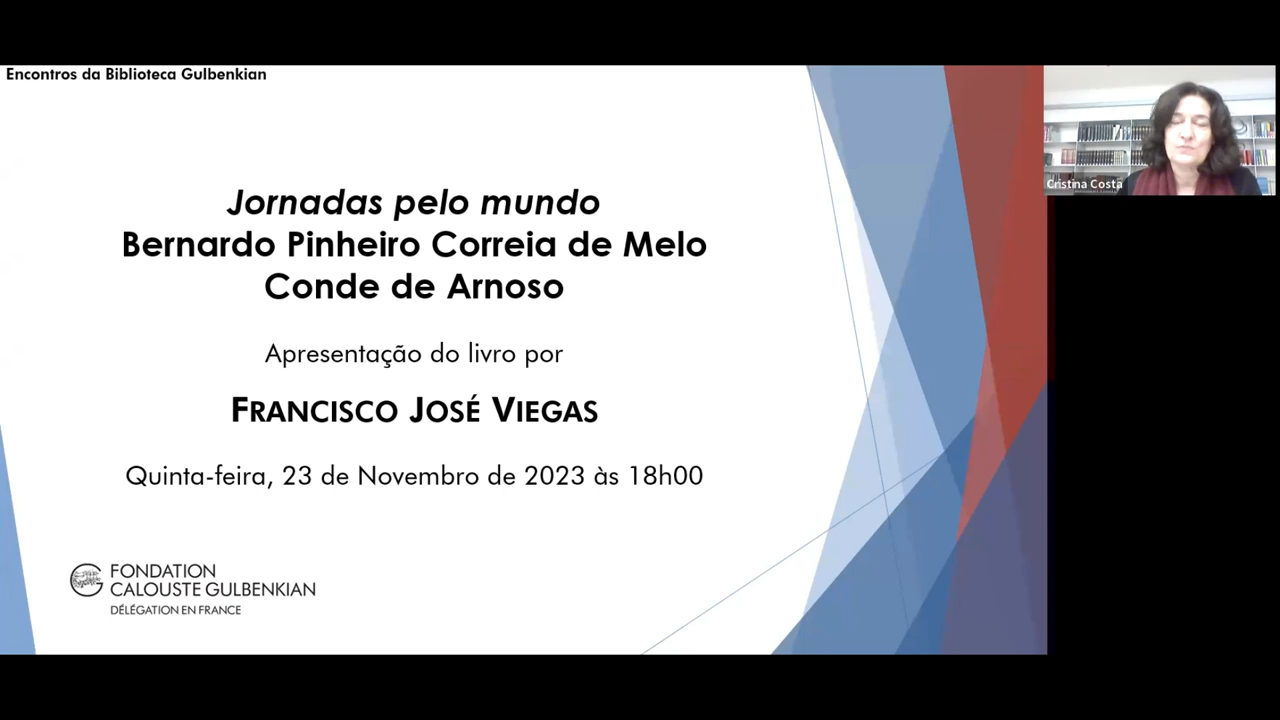 Encontros da Biblioteca Gulbenkian
Jornadas pelo mundo
Bernardo Pinheiro Correia de Melo
Conde de Arnoso
Apresentação do livro por
FRANCISCO JOSÉ VIEGAS
Quinta-feira, 23 de Novembro de 2023 às 18h00
FONDATION
CALOUSTE GULBENKIAN
DÉLÉGATION EN FRANCE
Cristina Costa